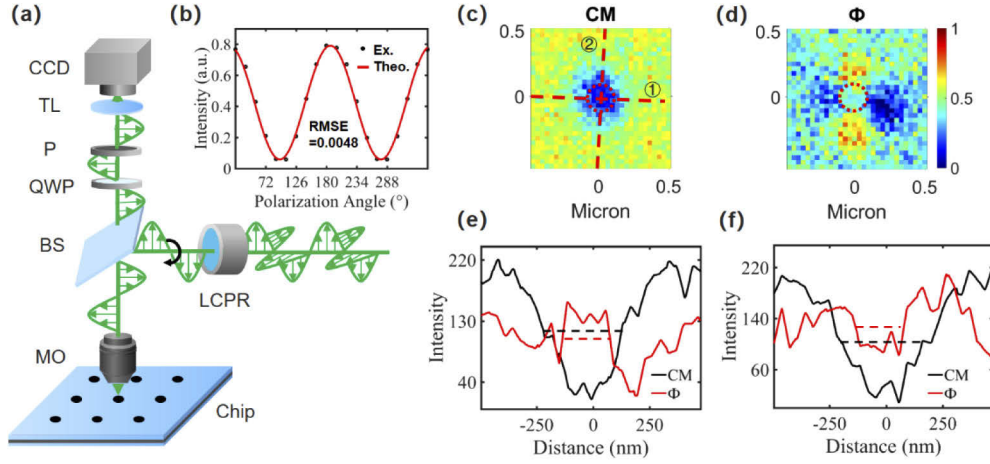 (a)
CCD
TL
P
QWP
BS
LCPR
MO
Chip
(b)
Intensity (a.u.)
0.8
0.6
0.4
0.2
0
Ex.
Theo.
RMSE
=0.0048
72 126 180 234 288
Polarization Angle (°)
(c)
CM
0.5
0
②
①
0 0.5
Micron
(d)
Φ
0.5
0
0 0.5
Micron
1
0.5
0
(e)
Intensity
220
130
40
CM
Φ
-250 0 250
Distance (nm)
(f)
Intensity
220
140
60
CM
Φ
-250 0 250
Distance (nm)